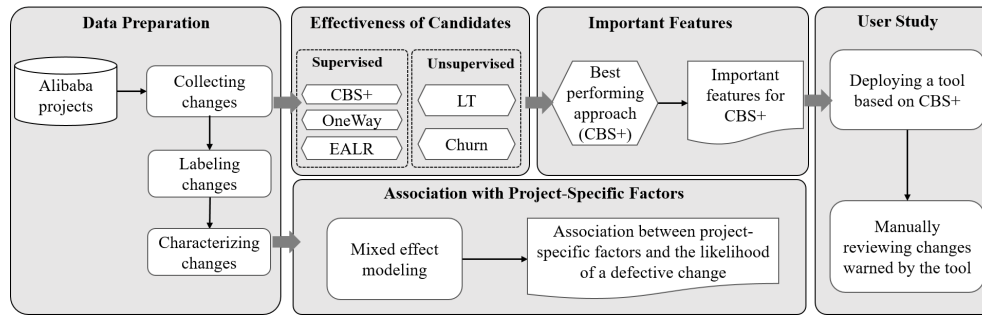 Data Preparation
Alibaba
projects
Collecting
changes
Labeling
changes
Characterizing
changes
Effectiveness of Candidates
Supervised
CBS+
OneWay
EALR
Unsupervised
LT
Churn
Important Features
Best
performing
approach
(CBS+)
Important
features for
CBS+
Association with Project-Specific Factors
Mixed effect
modeling
Association between project-
specific factors and the likelihood
of a defective change
User Study
Deploying a tool
based on CBS+
Manually
reviewing changes
warned by the tool